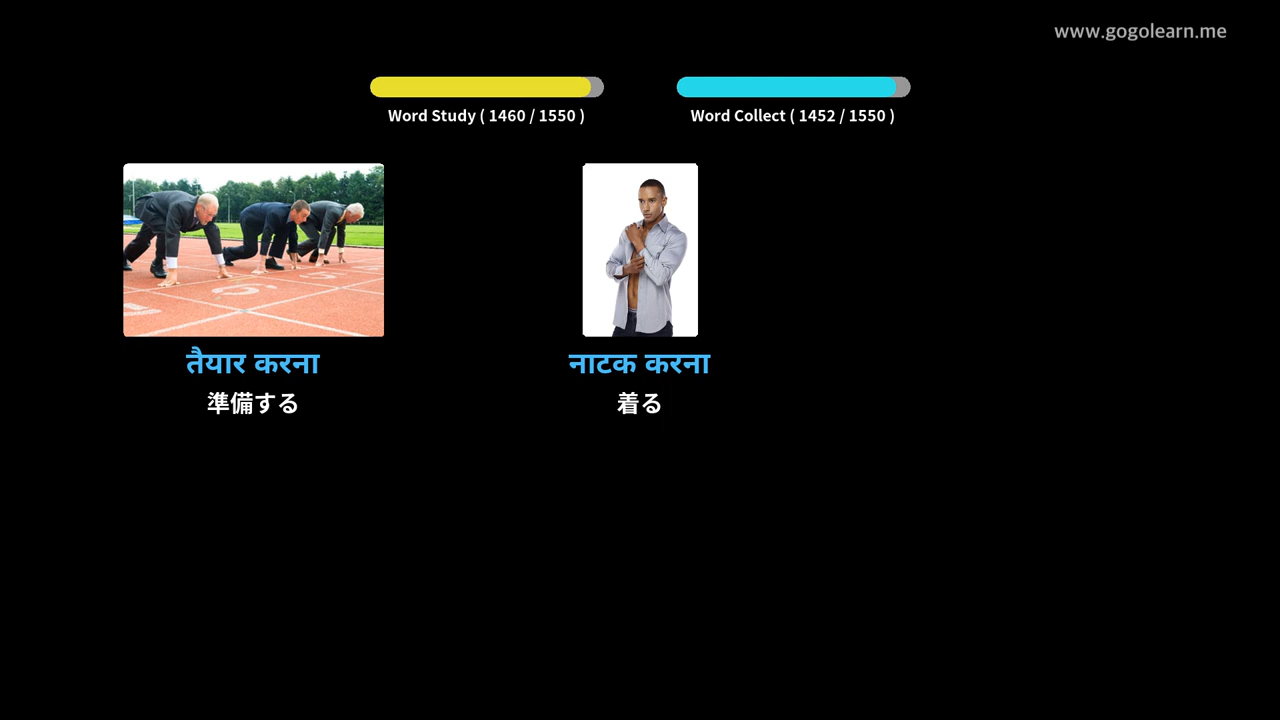 www.gogolearn.me
Word Study ( 1460 / 1550 )
Word Collect ( 1452 / 1550 )
तैयार करना
नाटक करना
準備する
着る